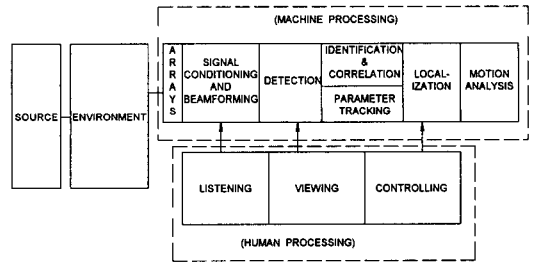 (MACHINE PROCESSING)
SOURCE
ENVIRONMENT
ARRAYS
SIGNAL
CONDITIONING
AND
BEAMFORMING
DETECTION
IDENTIFICATION
&
CORRELATION
PARAMETER
TRACKING
LOCAL-
IZATION
MOTION
ANALYSIS
LISTENING
VIEWING
CONTROLLING
(HUMAN PROCESSING)